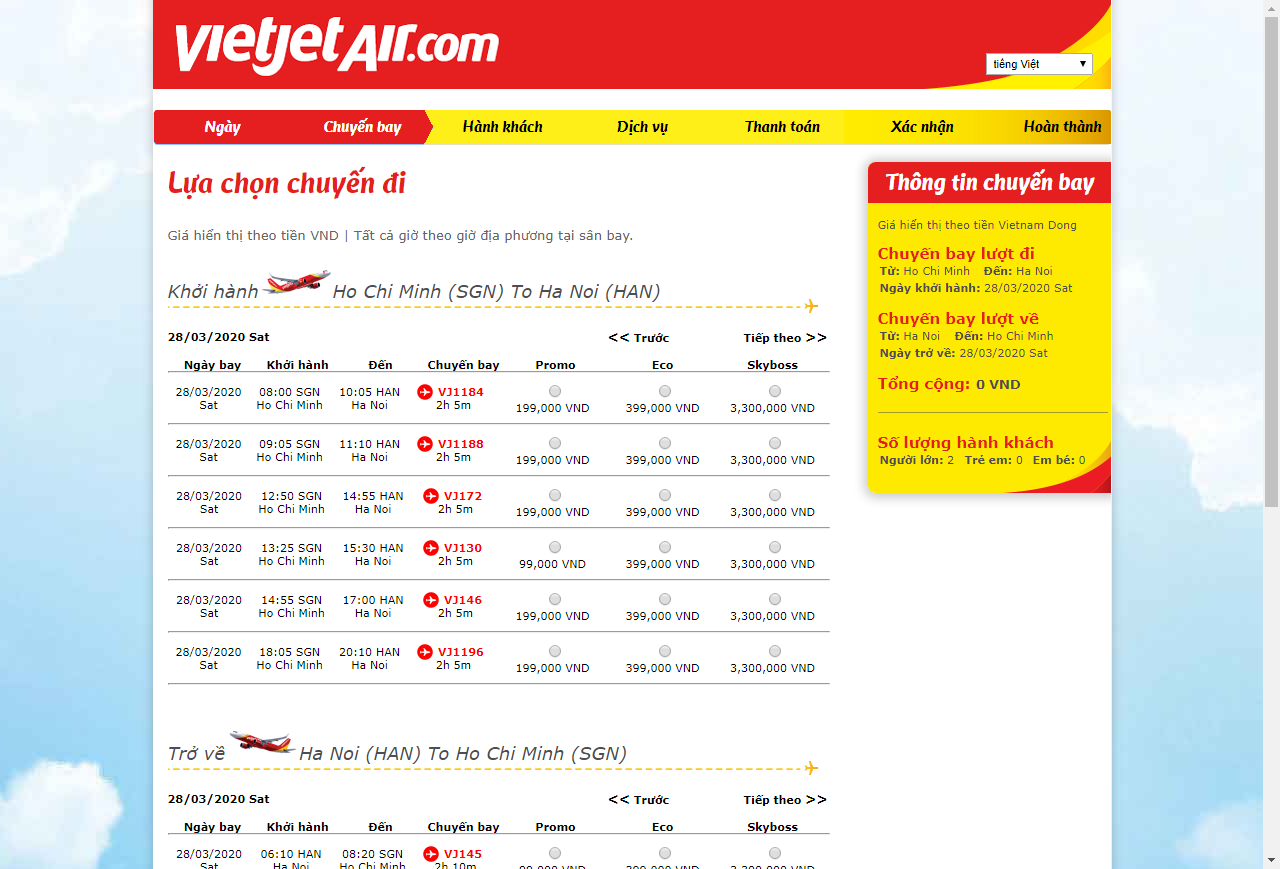 vietjetAir.com
tiếng Việt
Ngày Chuyến bay Hành khách Dịch vụ Thanh toán Xác nhận Hoàn thành
Lựa chọn chuyến đi
Giá hiển thị theo tiền VND | Tất cả giờ theo giờ địa phương tại sân bay.
Khởi hành Ho Chi Minh (SGN) To Ha Noi (HAN)
28/03/2020 Sat << Trước Tiếp theo >>
Ngày bay Khởi hành Đến Chuyến bay Promo Eco Skyboss
28/03/2020 08:00 SGN 10:05 HAN VJ1184
Sat Ho Chi Minh Ha Noi 2h 5m 199,000 VND 399,000 VND 3,300,000 VND
28/03/2020 09:05 SGN 11:10 HAN VJ1188
Sat Ho Chi Minh Ha Noi 2h 5m 199,000 VND 399,000 VND 3,300,000 VND
28/03/2020 12:50 SGN 14:55 HAN VJ172
Sat Ho Chi Minh Ha Noi 2h 5m 199,000 VND 399,000 VND 3,300,000 VND
28/03/2020 13:25 SGN 15:30 HAN VJ130
Sat Ho Chi Minh Ha Noi 2h 5m 99,000 VND 399,000 VND 3,300,000 VND
28/03/2020 14:55 SGN 17:00 HAN VJ146
Sat Ho Chi Minh Ha Noi 2h 5m 199,000 VND 399,000 VND 3,300,000 VND
28/03/2020 18:05 SGN 20:10 HAN VJ1196
Sat Ho Chi Minh Ha Noi 2h 5m 199,000 VND 399,000 VND 3,300,000 VND
Trở về Ha Noi (HAN) To Ho Chi Minh (SGN)
28/03/2020 Sat << Trước Tiếp theo >>
Ngày bay Khởi hành Đến Chuyến bay Promo Eco Skyboss
28/03/2020 06:10 HAN 08:20 SGN VJ145
Sat Ha Noi Ho Chi Minh 2h 10m 99,000 VND 399,000 VND 3,300,000 VND
Thông tin chuyến bay
Giá hiển thị theo tiền Vietnam Dong
Chuyến bay lượt đi
Từ: Ho Chi Minh Đến: Ha Noi
Ngày khởi hành: 28/03/2020 Sat
Chuyến bay lượt về
Từ: Ha Noi Đến: Ho Chi Minh
Ngày trở về: 28/03/2020 Sat
Tổng cộng: 0 VND
Số lượng hành khách
Người lớn: 2 Trẻ em: 0 Em bé: 0